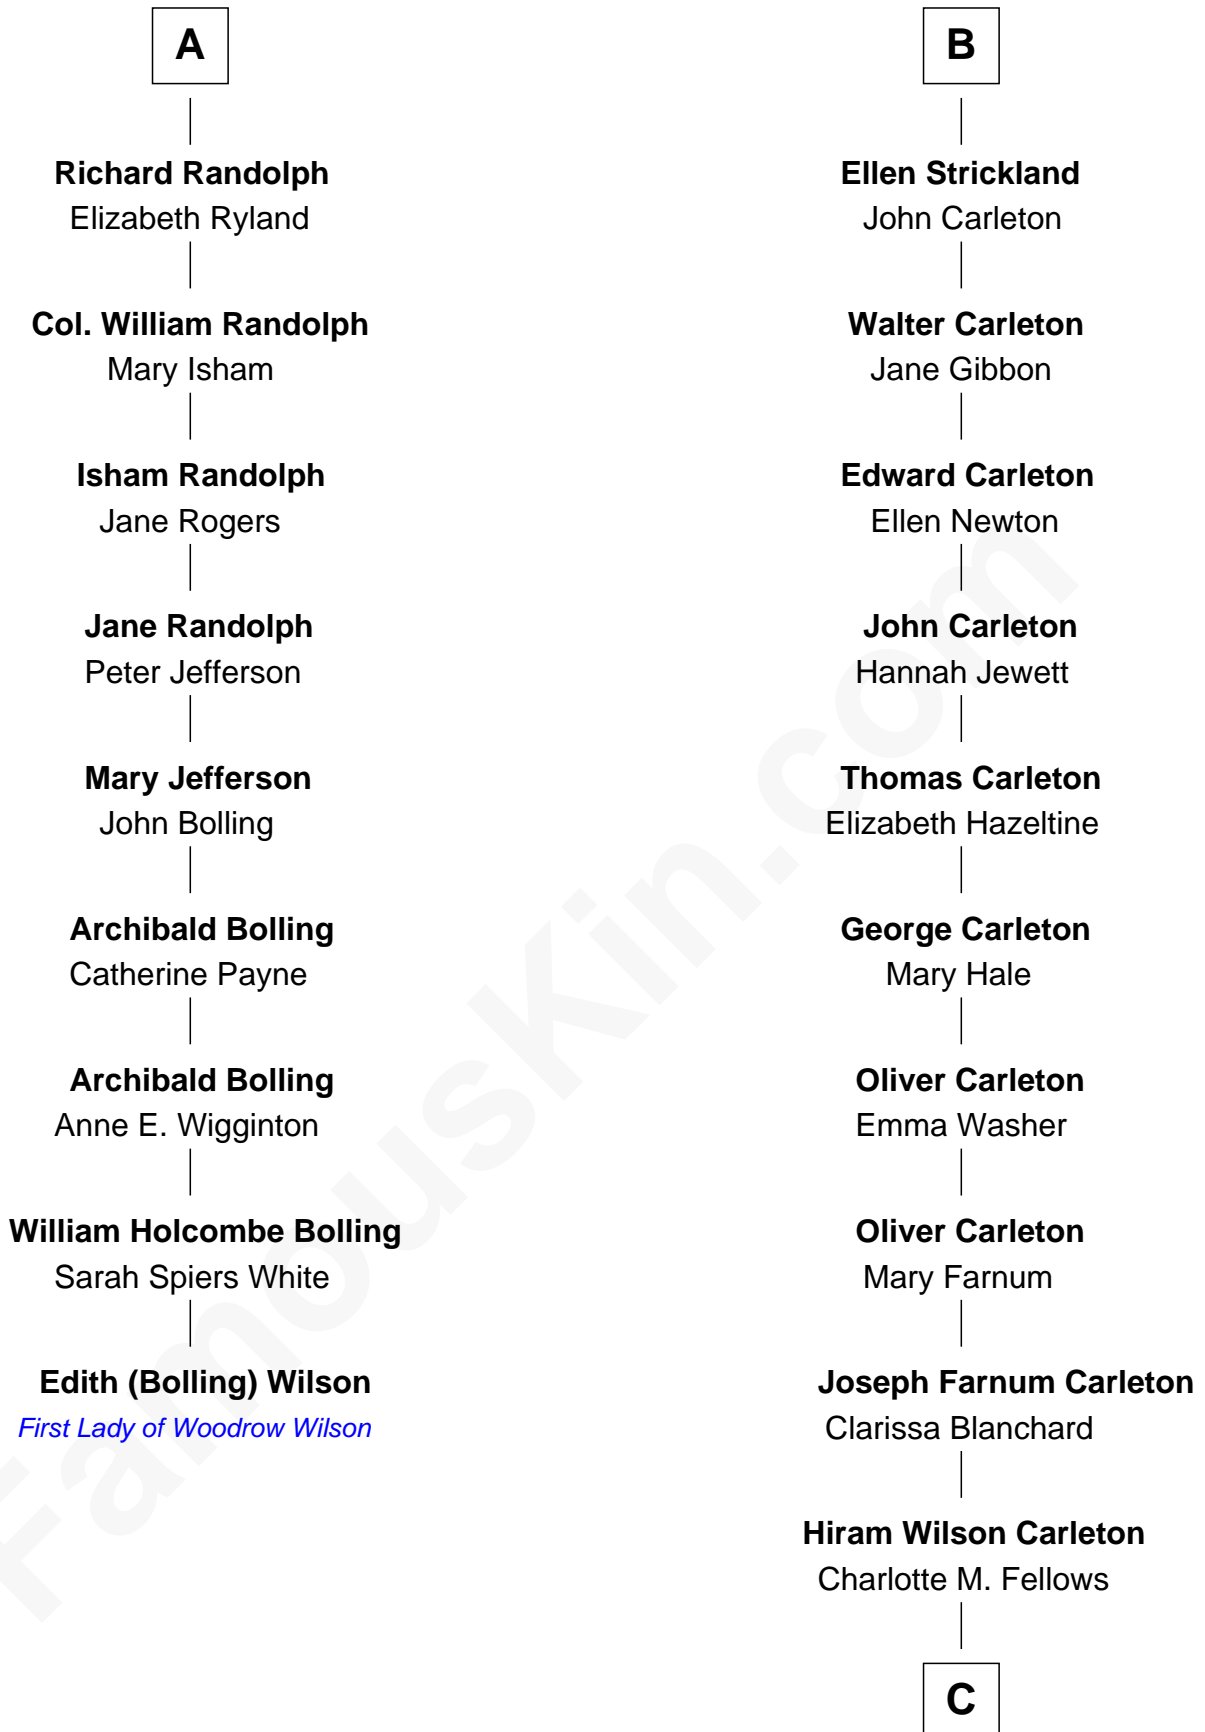 A
Richard Randolph
Elizabeth Ryland
Col. William Randolph
Mary Isham
Isham Randolph
Jane Rogers
Jane Randolph
Peter Jefferson
Mary Jefferson
John Bolling
Archibald Bolling
Catherine Payne
Archibald Bolling
Anne E. Wigginton
William Holcombe Bolling
Sarah Spiers White
Edith (Bolling) Wilson
First Lady of Woodrow Wilson
B
Ellen Strickland
John Carleton
Walter Carleton
Jane Gibbon
Edward Carleton
Ellen Newton
John Carleton
Hannah Jewett
Thomas Carleton
Elizabeth Hazeltine
George Carleton
Mary Hale
Oliver Carleton
Emma Washer
Oliver Carleton
Mary Farnum
Joseph Farnum Carleton
Clarissa Blanchard
Hiram Wilson Carleton
Charlotte M. Fellows
C
FamousKin.com